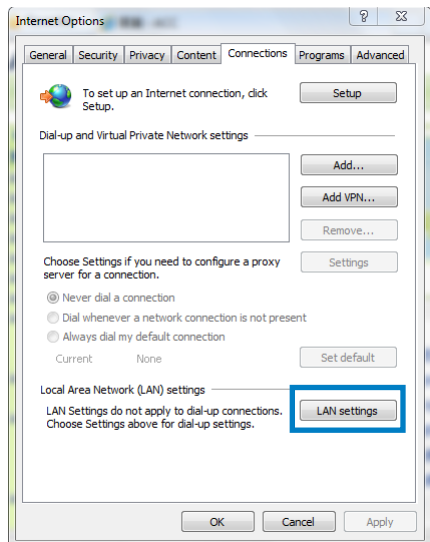 Internet Options
General Security Privacy Content Connections Programs Advanced
To set up an Internet connection, click
Setup.
Setup
Dial-up and Virtual Private Network settings
Add...
Add VPN...
Remove...
Choose Settings if you need to configure a proxy
server for a connection.
Settings
Never dial a connection
Dial whenever a network connection is not present
Always dial my default connection
Current None
Set default
Local Area Network (LAN) settings
LAN Settings do not apply to dial-up connections.
Choose Settings above for dial-up settings.
LAN settings
OK Cancel Apply